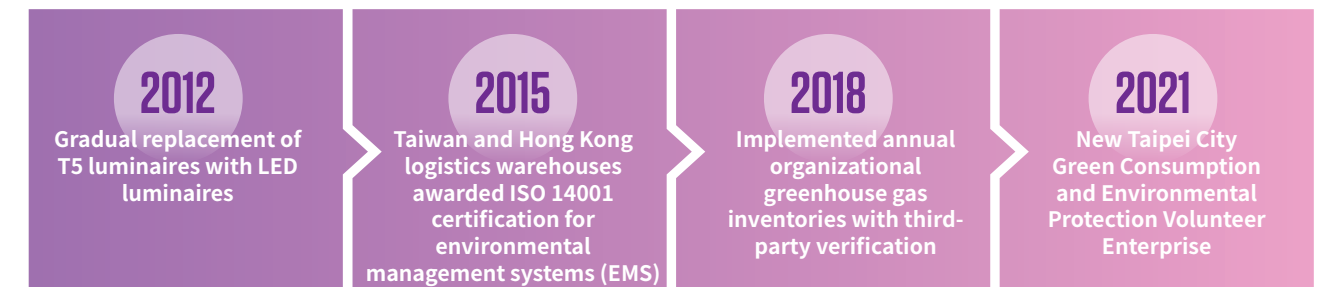 2012
Gradual replacement of
T5 luminaires with LED
luminaires
2015
Taiwan and Hong Kong
logistics warehouses
awarded ISO 14001
certification for
environmental
management systems (EMS)
2018
Implemented annual
organizational
greenhouse gas
inventories with third-
party verification
2021
New Taipei City
Green Consumption
and Environmental
Protection Volunteer
Enterprise